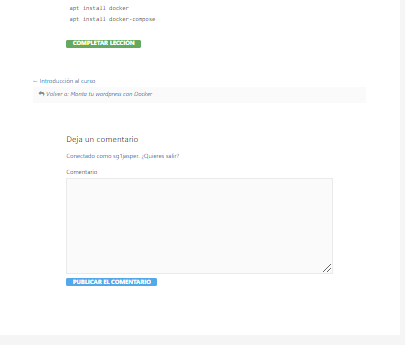 apt install docker
apt install docker-compose
COMPLETAR LECCIÓN
← Introducción al curso
Volver a: Monta tu wordpress con Docker
Deja un comentario
Conectado como sg1jasper. ¿Quieres salir?
Comentario
PUBLICAR EL COMENTARIO